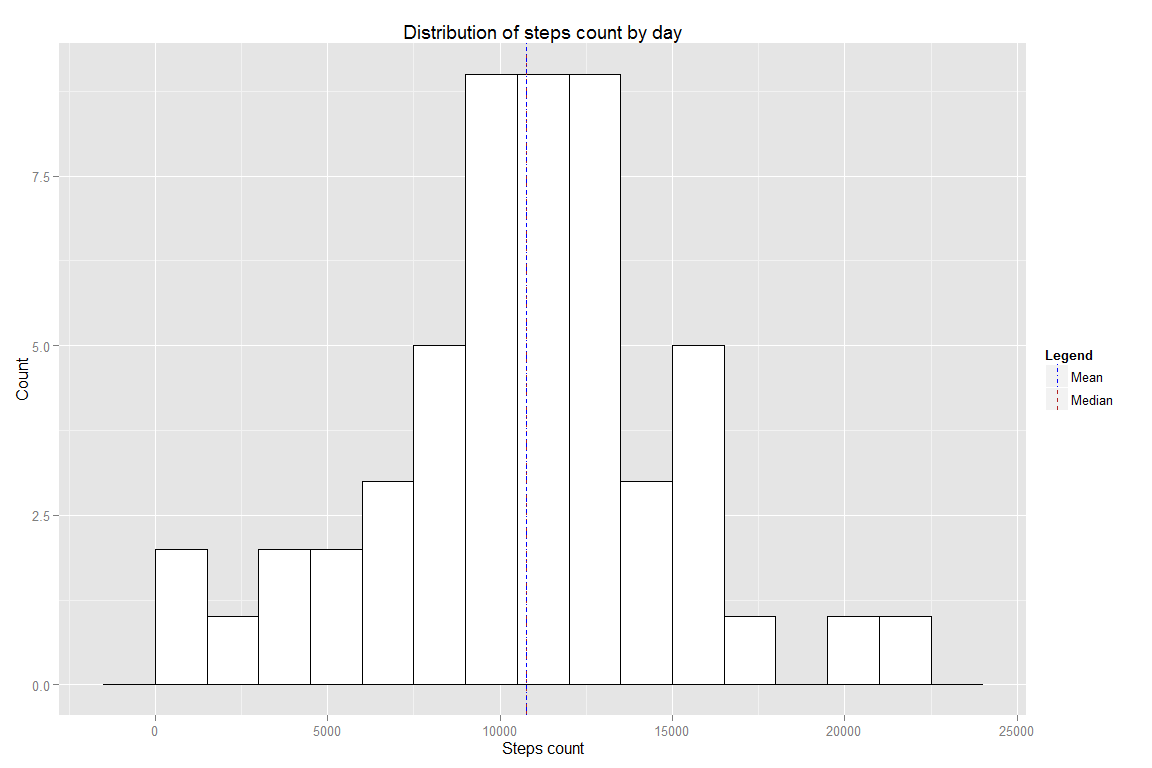 Distribution of steps count by day
Count
7.5
5.0
2.5
0.0
0
5000
10000
15000
20000
25000
Steps count
Legend
Mean
Median